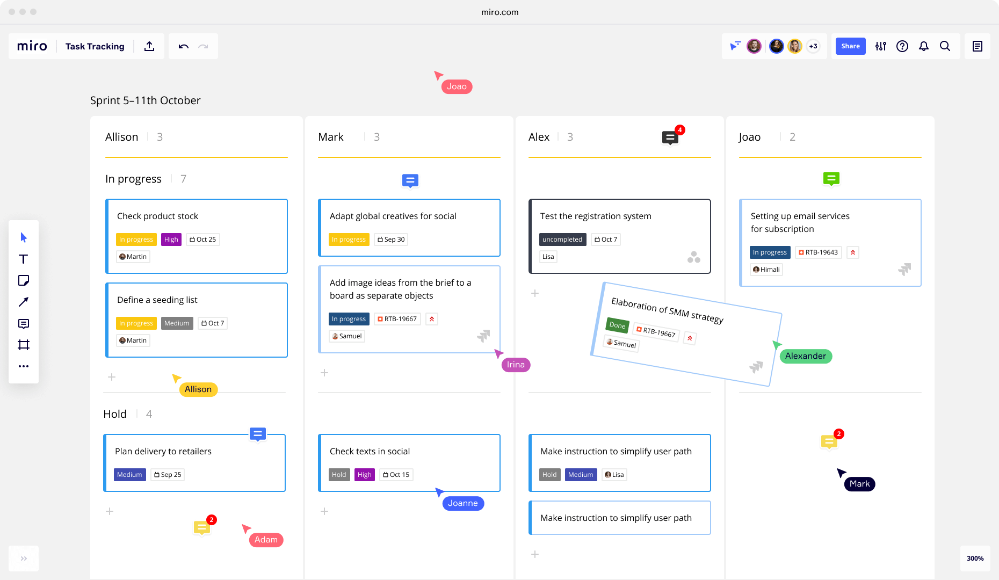 miro.com
miro
Task Tracking
+3
Share
Joao
Sprint 5–11th October
Allison 3
Mark 3
Alex 3
4
Joao 2
In progress 7
Check product stock
In progress High Oct 25
Martin
Define a seeding list
In progress Medium Oct 7
Martin
Allison
Adapt global creatives for social
In progress Sep 30
Add image ideas from the brief to a
board as separate objects
In progress RTB-19667
Samuel
Irina
Test the registration system
uncompleted Oct 7
Lisa
Elaboration of SMM strategy
Done RTB-19667
Samuel
Alexander
Setting up email services
for subscription
In progress RTB-19643
Himali
Hold 4
Plan delivery to retailers
Medium Sep 25
2
Adam
Check texts in social
Hold High Oct 15
Joanne
Make instruction to simplify user path
Hold Medium Lisa
Make instruction to simplify user path
2
Mark
300%